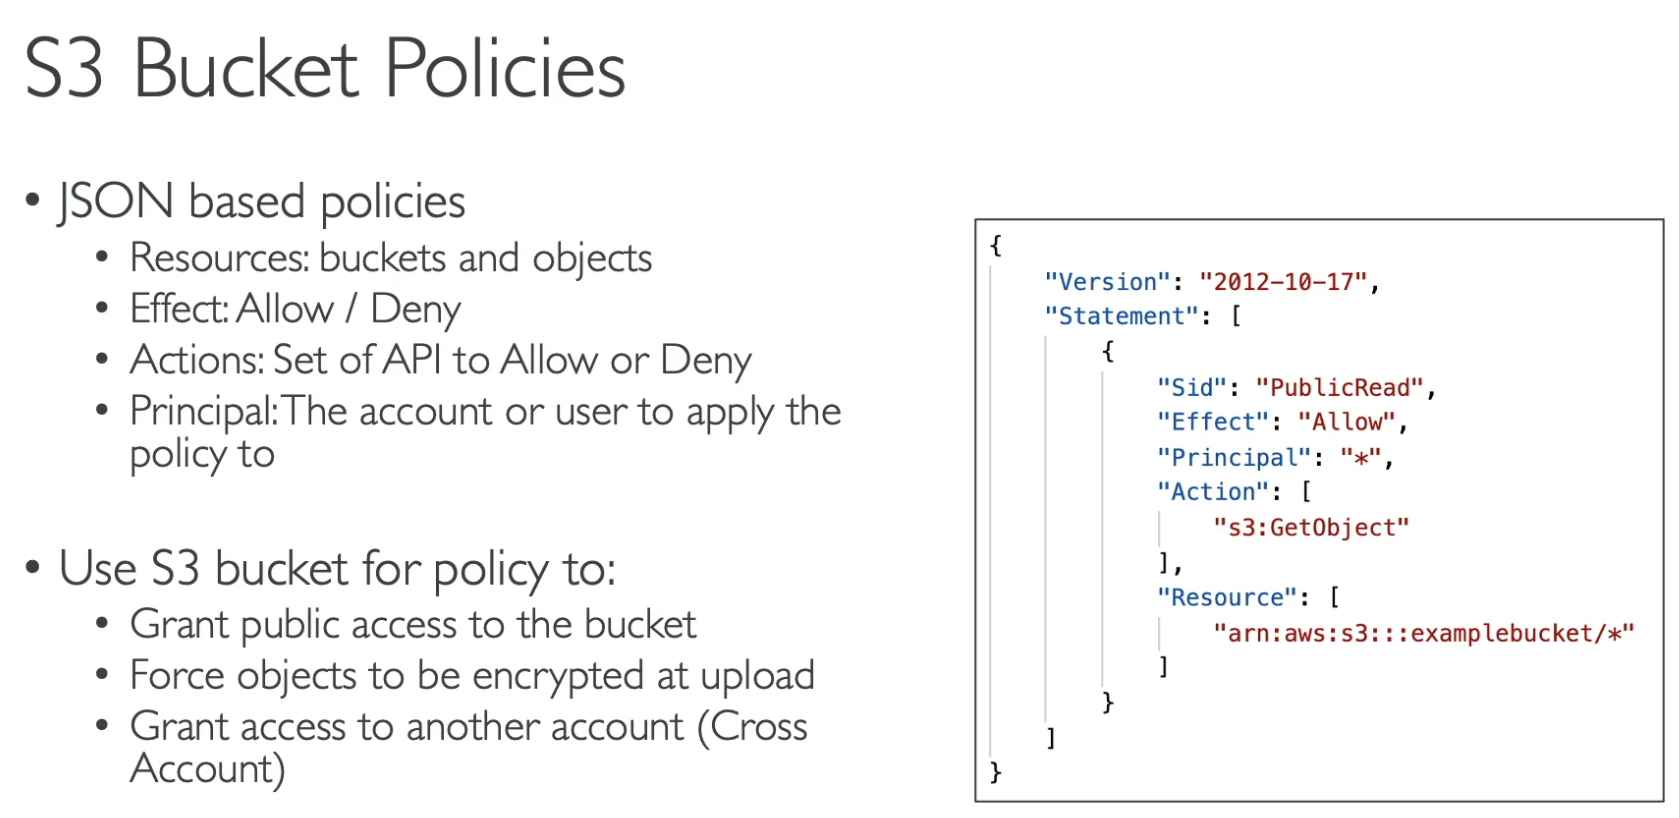 S3 Bucket Policies
• JSON based policies
• Resources: buckets and objects
• Effect: Allow / Deny
• Actions: Set of API to Allow or Deny
• Principal: The account or user to apply the
policy to
• Use S3 bucket for policy to:
• Grant public access to the bucket
• Force objects to be encrypted at upload
• Grant access to another account (Cross
Account)
{
"Version": "2012-10-17",
"Statement": [
{
"Sid": "PublicRead",
"Effect": "Allow",
"Principal": "*",
"Action": [
"s3:GetObject"
],
"Resource": [
"arn:aws:s3:::examplebucket/*"
]
}
]
}